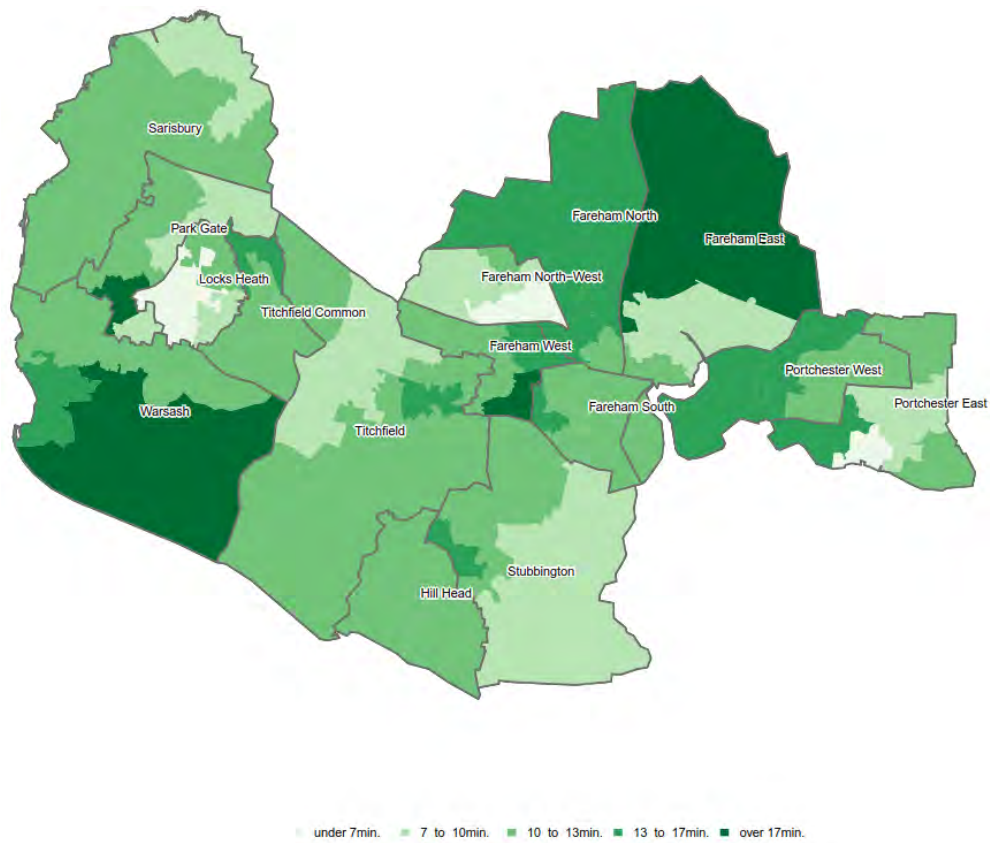 Sarisbury
Fareham North
Park Gate
Fareham East
Locks Heath
Fareham North-West
Titchfield Common
Fareham West
Portchester West
Warsash
Fareham South
Portchester East
Titchfield
Stubbington
Hill Head
under 7min. 7 to 10min. 10 to 13min. 13 to 17min. over 17min.